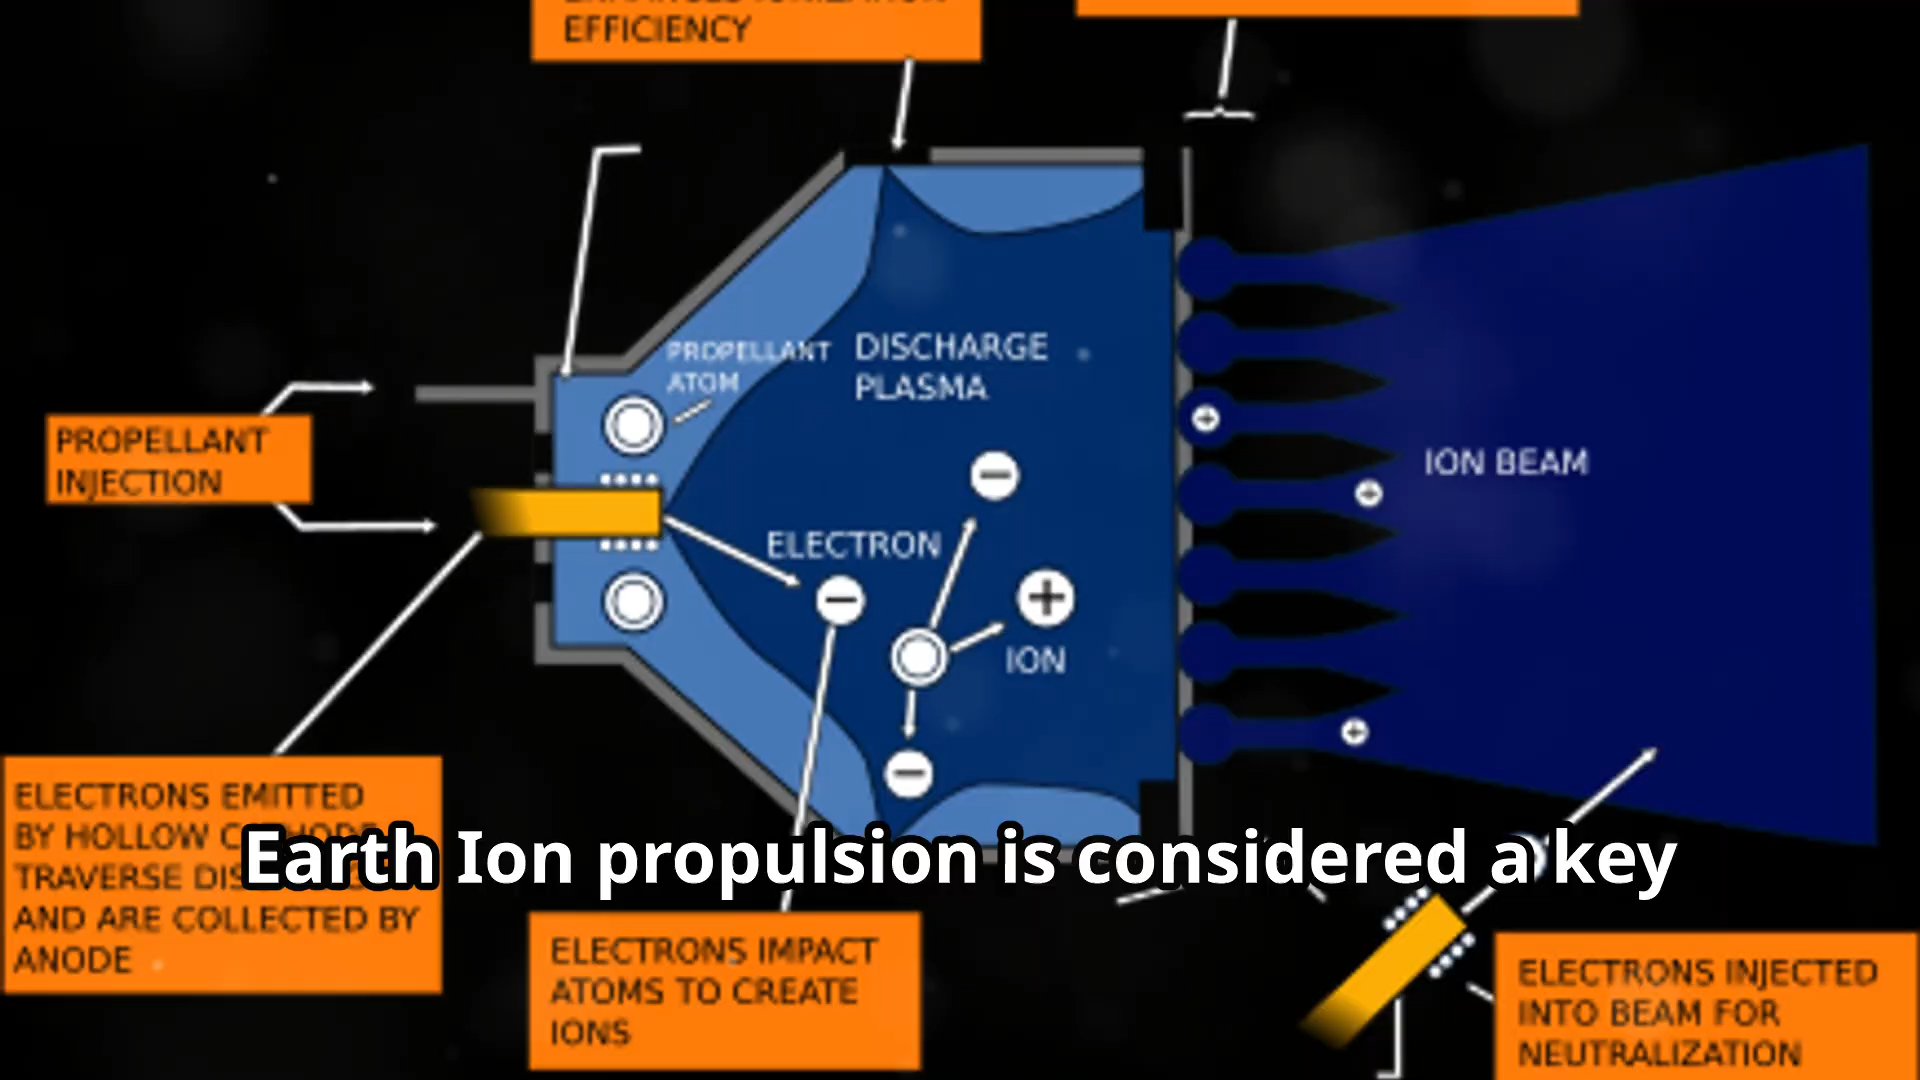 EFFICIENCY
PROPELLANT
ATOM
DISCHARGE
PLASMA
PROPELLANT
INJECTION
ION BEAM
ELECTRON
ION
ELECTRONS EMITTED
BY HOLLOW CATHODE
TRAVERSE
AND ARE COLLECTED BY
ANODE
Earth Ion propulsion is considered a key
ELECTRONS IMPACT
ATOMS TO CREATE
IONS
ELECTRONS INJECTED
INTO BEAM FOR
NEUTRALIZATION